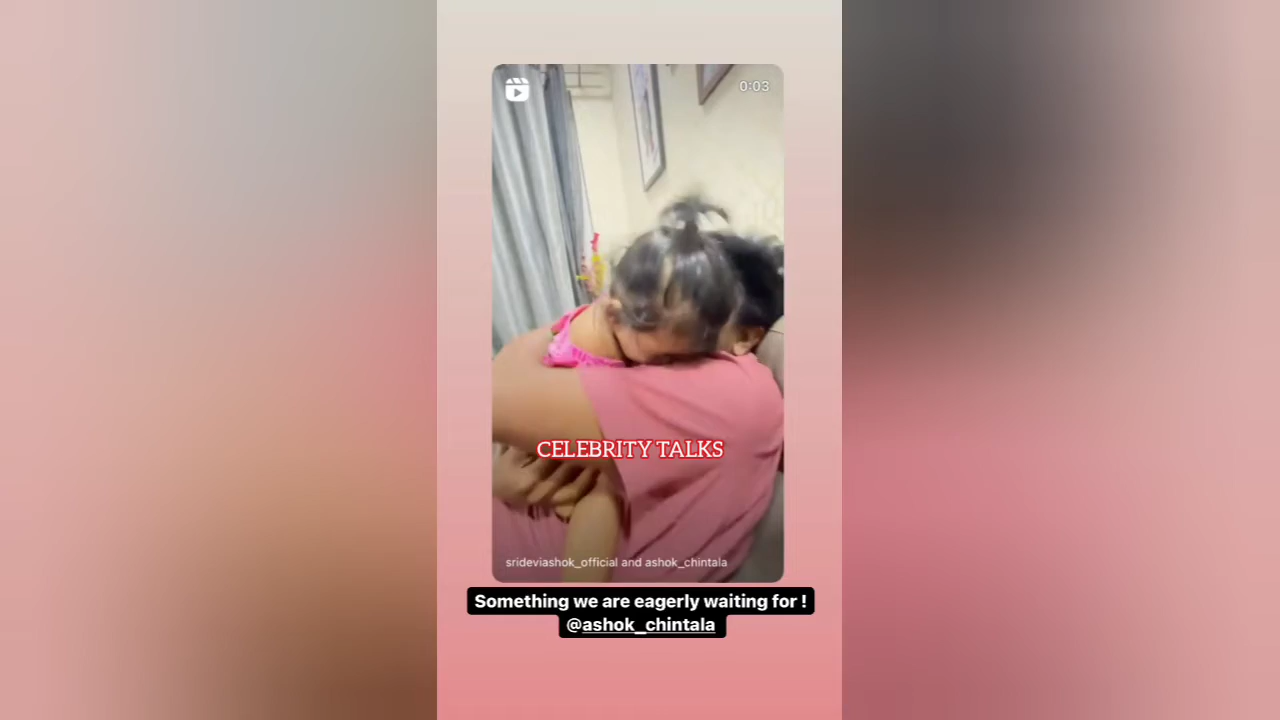 0:03
CELEBRITY TALKS
srideviashok_official and ashok_chintala
Something we are eagerly waiting for !
@ashok_chintala